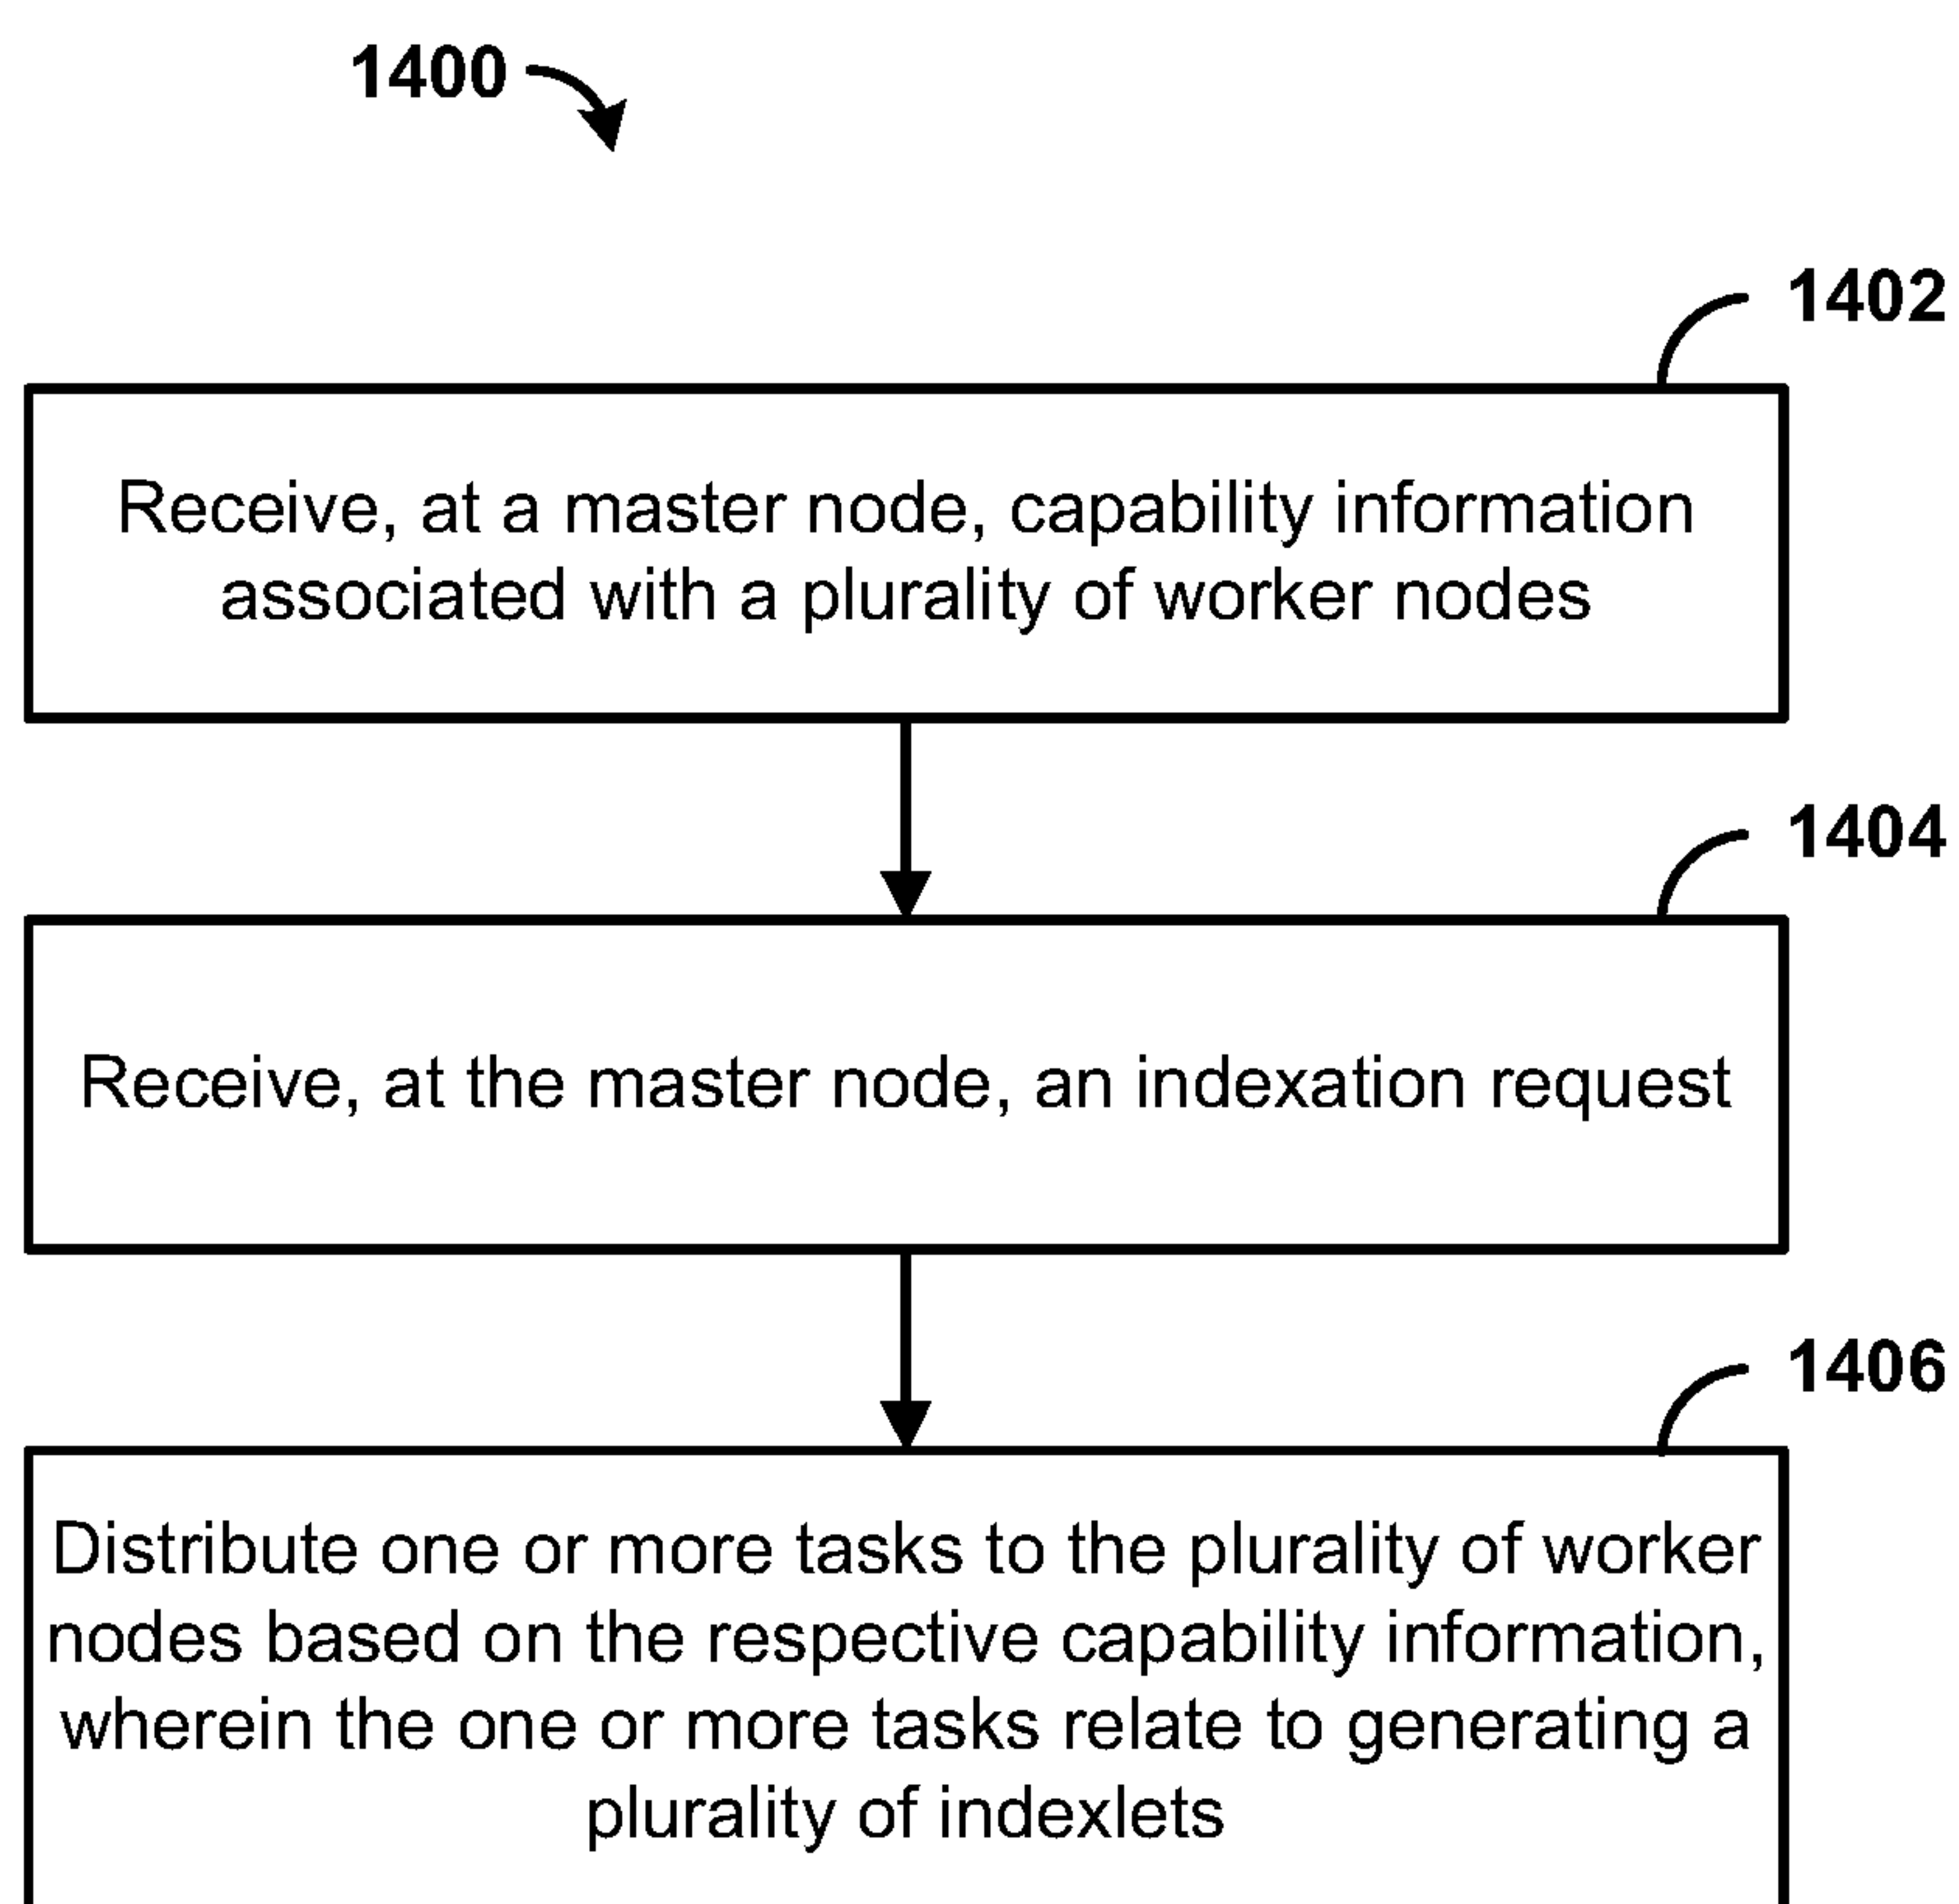 1400
1402
Receive, at a master node, capability information
associated with a plurality of worker nodes
1404
Receive, at the master node, an indexation request
1406
Distribute one or more tasks to the plurality of worker
nodes based on the respective capability information,
wherein the one or more tasks relate to generating a
plurality of indexlets